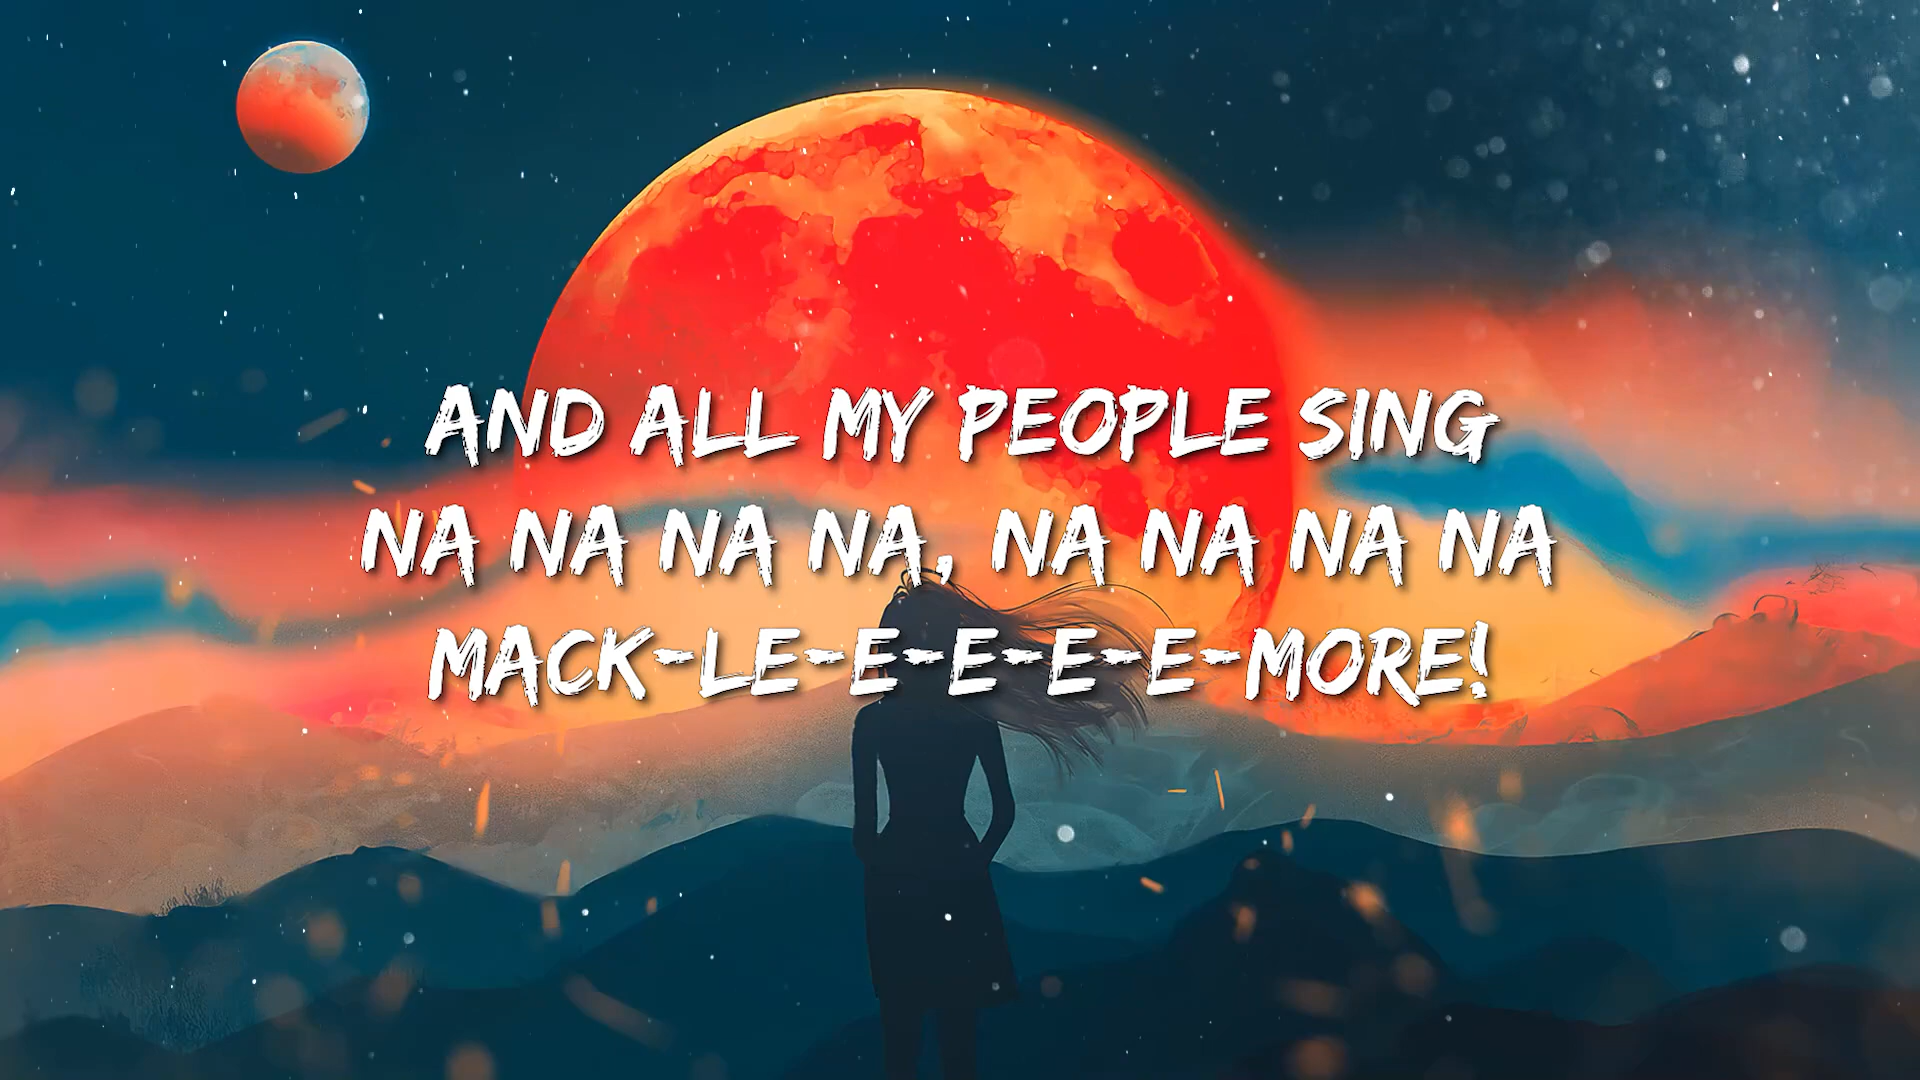 AND ALL MY PEOPLE SING
NA NA NA NA, NA NA NA NA
MACK-LE-E-E-E-E-MORE!